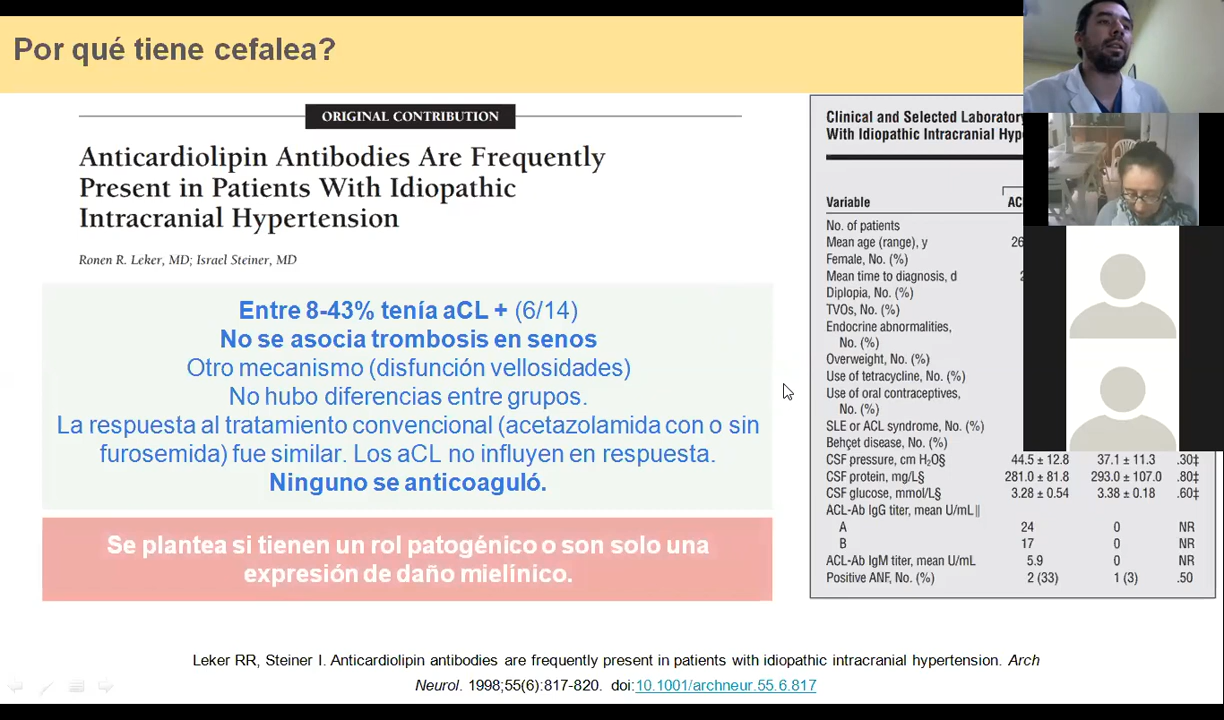 Por qué tiene cefalea?
ORIGINAL CONTRIBUTION
Anticardiolipin Antibodies Are Frequently
Present in Patients With Idiopathic
Intracranial Hypertension
Ronen R. Leker, MD; Israel Steiner, MD
Entre 8-43% tenía aCL + (6/14)
No se asocia trombosis en senos
Otro mecanismo (disfunción vellosidades)
No hubo diferencias entre grupos.
La respuesta al tratamiento convencional (acetazolamida con o sin
furosemida) fue similar. Los aCL no influyen en respuesta.
Ninguno se anticoaguló.
Se plantea si tienen un rol patogénico o son solo una
expresión de daño mielínico.
Clinical and Selected Laboratory
With Idiopathic Intracranial
Variable
No. of patients
Mean age (range), y 26
Female, No. (%)
Mean time to diagnosis, d
Diplopia, No. (%)
TVOs, No. (%)
Endocrine abnormalities,
No. (%)
Overweight, No. (%)
Use of tetracycline, No. (%)
Use of oral contraceptives,
No. (%)
SLE or ACL syndrome, No. (%)
Behçet disease, No. (%)
CSF pressure, cm H₂O§ 44.5 ± 12.8 37.1 ± 11.3 .30‡
CSF protein, mg/L§ 281.0 ± 81.8 293.0 ± 107.0 .80‡
CSF glucose, mmol/L§ 3.28 ± 0.54 3.38 ± 0.18 .60‡
ACL-Ab IgG titer, mean U/mL||
A 24 0 NR
B 17 0 NR
ACL-Ab IgM titer, mean U/mL 5.9 0 NR
Positive ANF, No. (%) 2 (33) 1 (3) .50
Leker RR, Steiner I. Anticardiolipin antibodies are frequently present in patients with idiopathic intracranial hypertension. Arch
Neurol. 1998;55(6):817-820. doi:10.1001/archneur.55.6.817